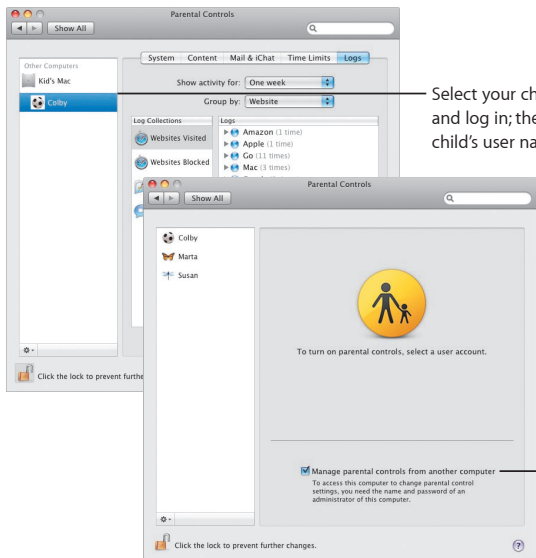 Parental Controls
Show All
System Content Mail & iChat Time Limits Logs
Other Computers
Kid's Mac
Colby
Show activity for: One week
Group by: Website
Log Collections
Logs
Websites Visited
Websites Blocked
Amazon (1 time)
Apple (1 time)
Go (11 times)
Mac (3 times)
Click the lock to prevent furthe
Select your ch
and log in; the
child's user na
Parental Controls
Show All
Colby
Marta
Susan
To turn on parental controls, select a user account.
Manage parental controls from another computer
To access this computer to change parental control
settings, you need the name and password of an
administrator of this computer.
Click the lock to prevent further changes.
?